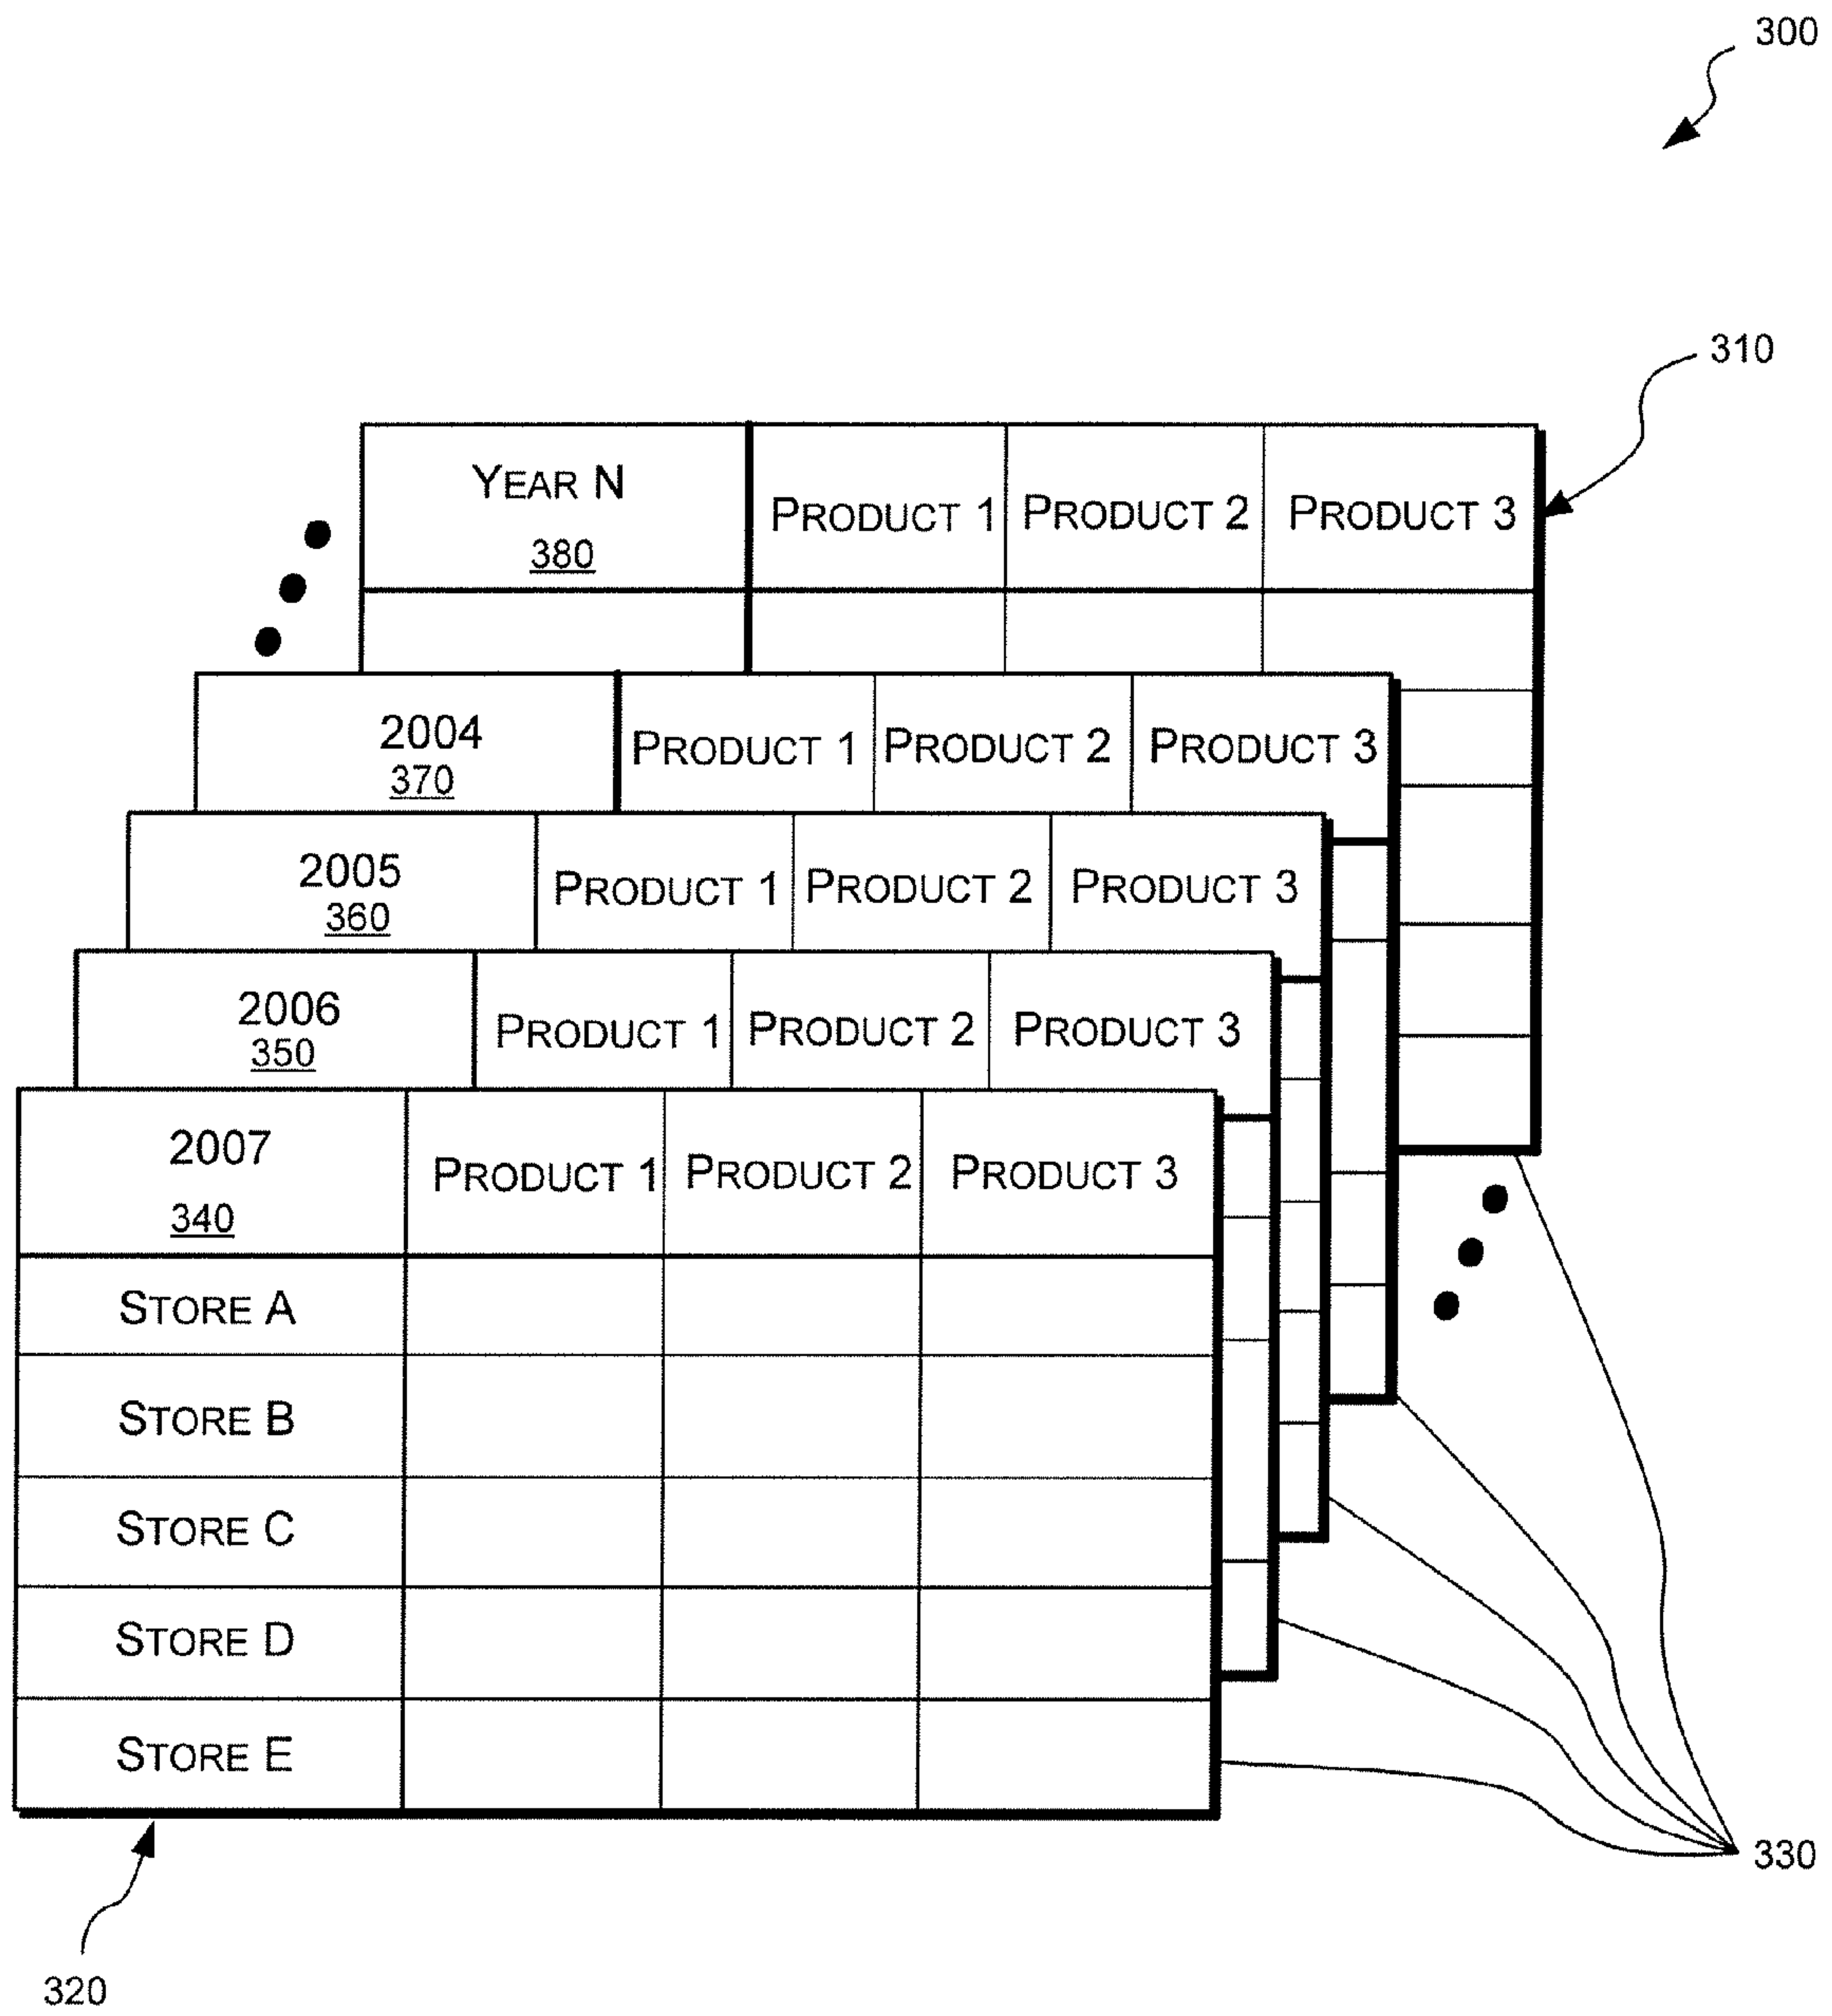 300
310
YEAR N
380
PRODUCT 1 PRODUCT 2 PRODUCT 3
2004
370
PRODUCT 1 PRODUCT 2 PRODUCT 3
2005
360
PRODUCT 1 PRODUCT 2 PRODUCT 3
2006
350
PRODUCT 1 PRODUCT 2 PRODUCT 3
2007
340
PRODUCT 1 PRODUCT 2 PRODUCT 3
STORE A
STORE B
STORE C
STORE D
STORE E
330
320